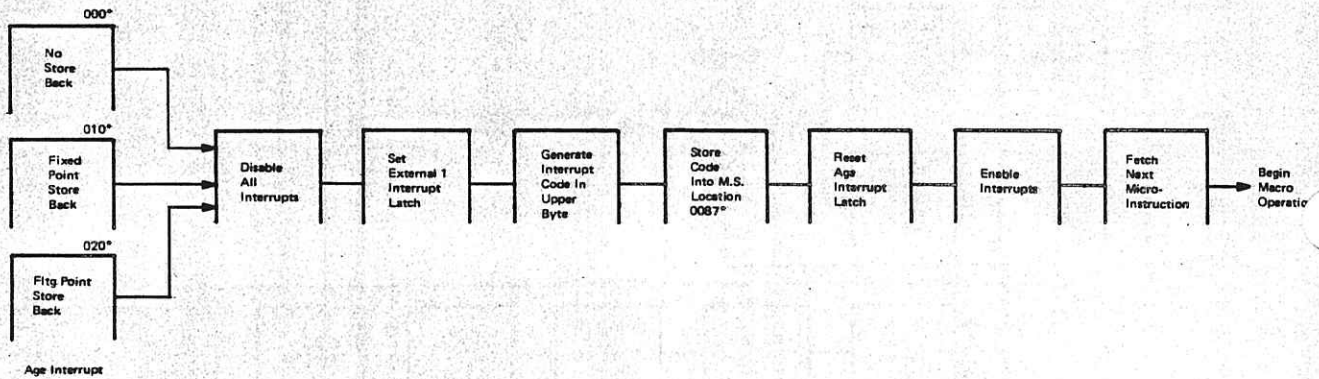 000°
No
Store
Back
010°
Fixed
Point
Store
Back
020°
Fltg Point
Store
Back
Disable
All
Interrupts
Set
External 1
Interrupt
Latch
Generate
Interrupt
Code In
Upper
Byte
Store
Code
Into M.S.
Location
0087°
Reset
Age
Interrupt
Latch
Enable
Interrupts
Fetch
Next
Micro-
Instruction
Begin
Macro
Operatio
Age Interrupt